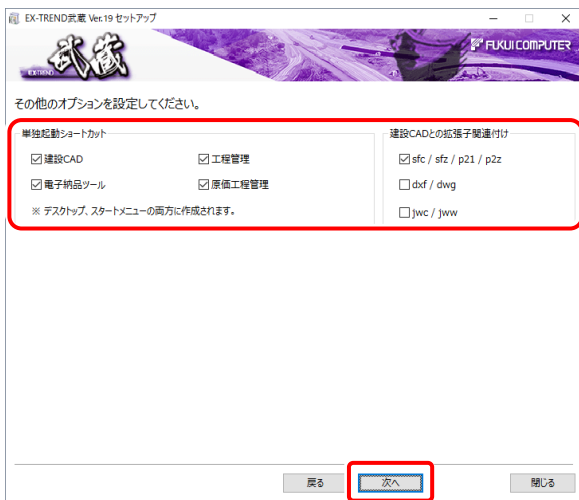 EX-TREND武蔵 Ver.19 セットアップ
EX-TREND 武蔵
FUKUI COMPUTER
その他のオプションを設定してください。
単独起動ショートカット
建設CAD
工程管理
電子納品ツール
原価工程管理
※ デスクトップ、スタートメニューの両方に作成されます。
建設CADとの拡張子関連付け
sfc / sfz / p21 / p2z
dxf / dwg
jwc / jww
戻る
次へ
閉じる